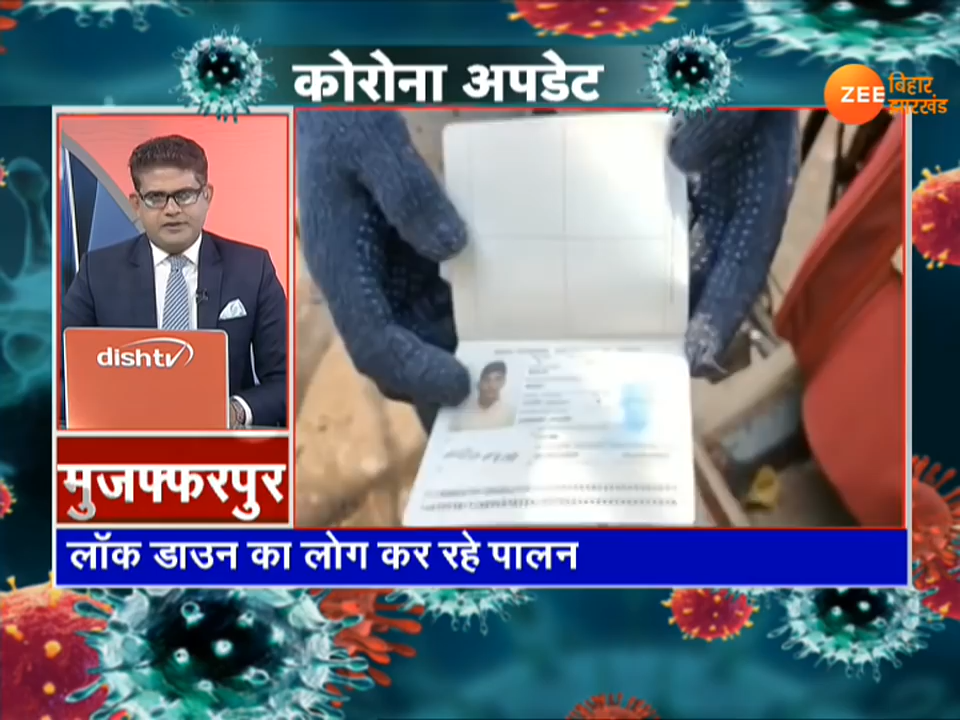 कोरोना अपडेट
ZEE बिहार
झारखंड
dishtv
मुजफ्फरपुर
लॉक डाउन का लोग कर रहे पालन